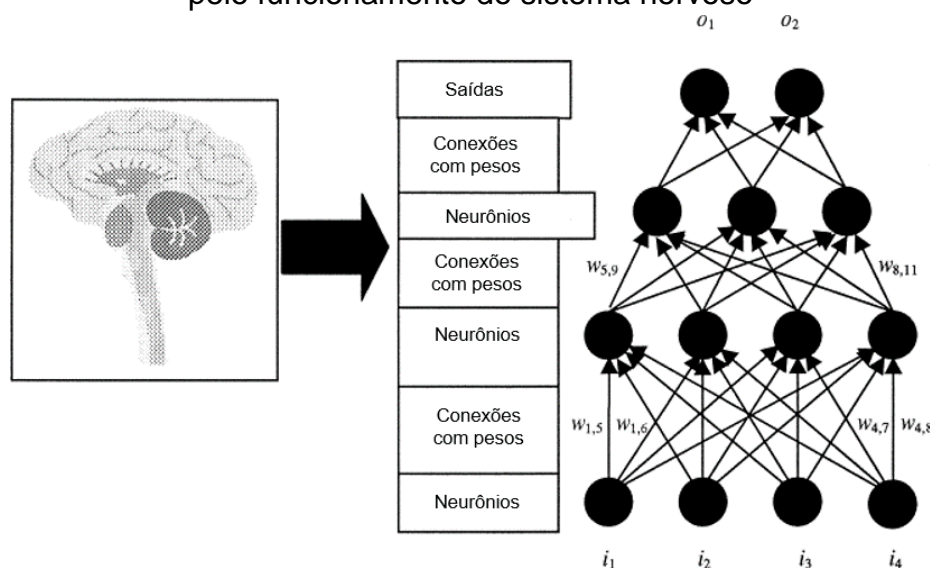 pelo funcionamento do sistema nervoso
o1 o2
Saídas
Conexões
com pesos
Neurônios
Conexões
com pesos
w5,9 w8,11
Neurônios
Conexões
com pesos
w1,5 w1,6 w4,7 w4,8
Neurônios
i1 i2 i3 i4